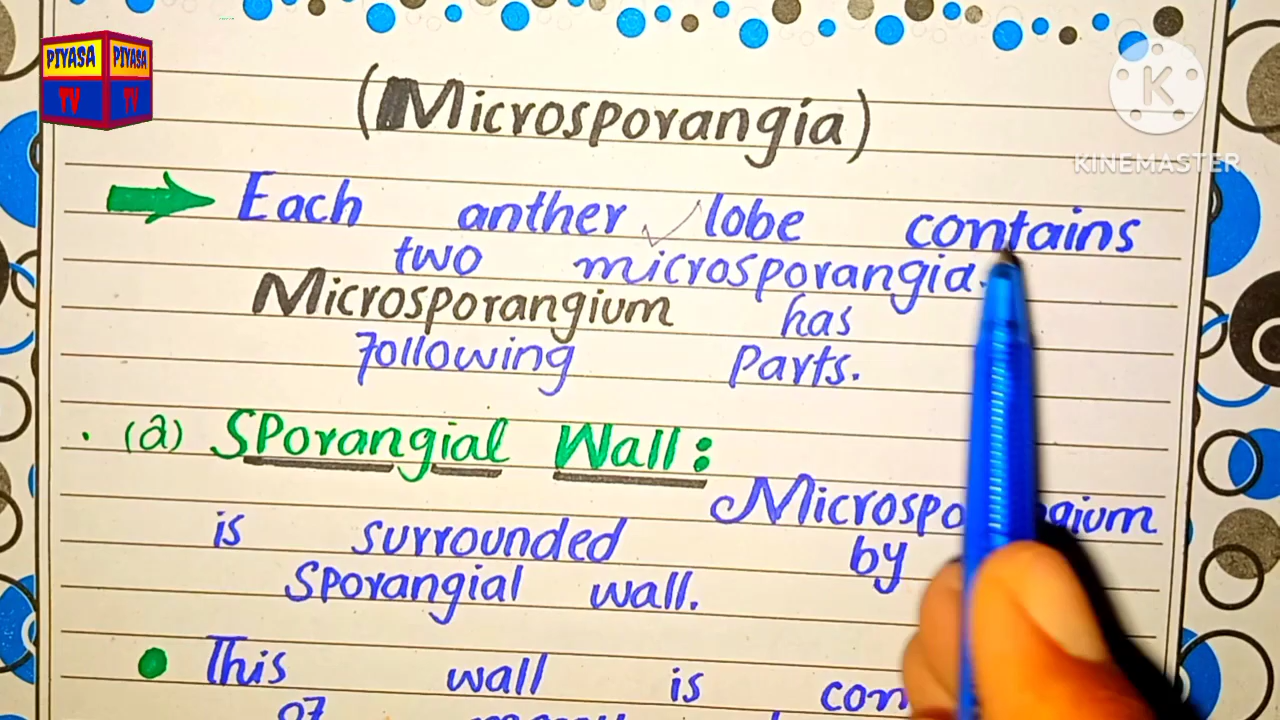 PIYASA PIYASA
TV TV
K
KINEMASTER
(Microsporangia)
Each anther lobe contains
two microsporangia.
Microsporangium has
following parts.
(a) Sporangial Wall:
Microsporangium
is surrounded by
Sporangial wall.
This wall is
of